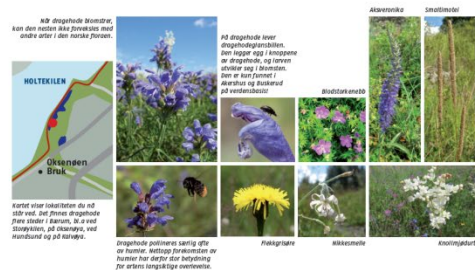 Når dragehode blomstrer,
kan den nesten ikke forveksles med
andre arter i den norske floraen.
HOLTEKILEN
Oksenøen
Bruk
Kartet viser lokaliteten du nå
står ved. Det finnes dragehode
flere steder i Bærum, bl.a ved
Storøykilen, på Oksenøya, ved
Hundsund og på Kalvøya.
På dragehode lever
dragehodeglansbillen.
Den legger egg i knoppene
av dragehode, og larven
utvikler seg i blomsten.
Den er kun funnet i
Akershus og Buskerud
på verdensbasis!
Dragehode pollineres særlig ofte
av humler. Nettopp forekomsten av
humler har derfor stor betydning
for artens langsiktige overlevelse.
Blodstorkenebb
Aksveronika
Smaltimotei
Flekkgrisøre
Nikkesmelle
Knollmjødurt